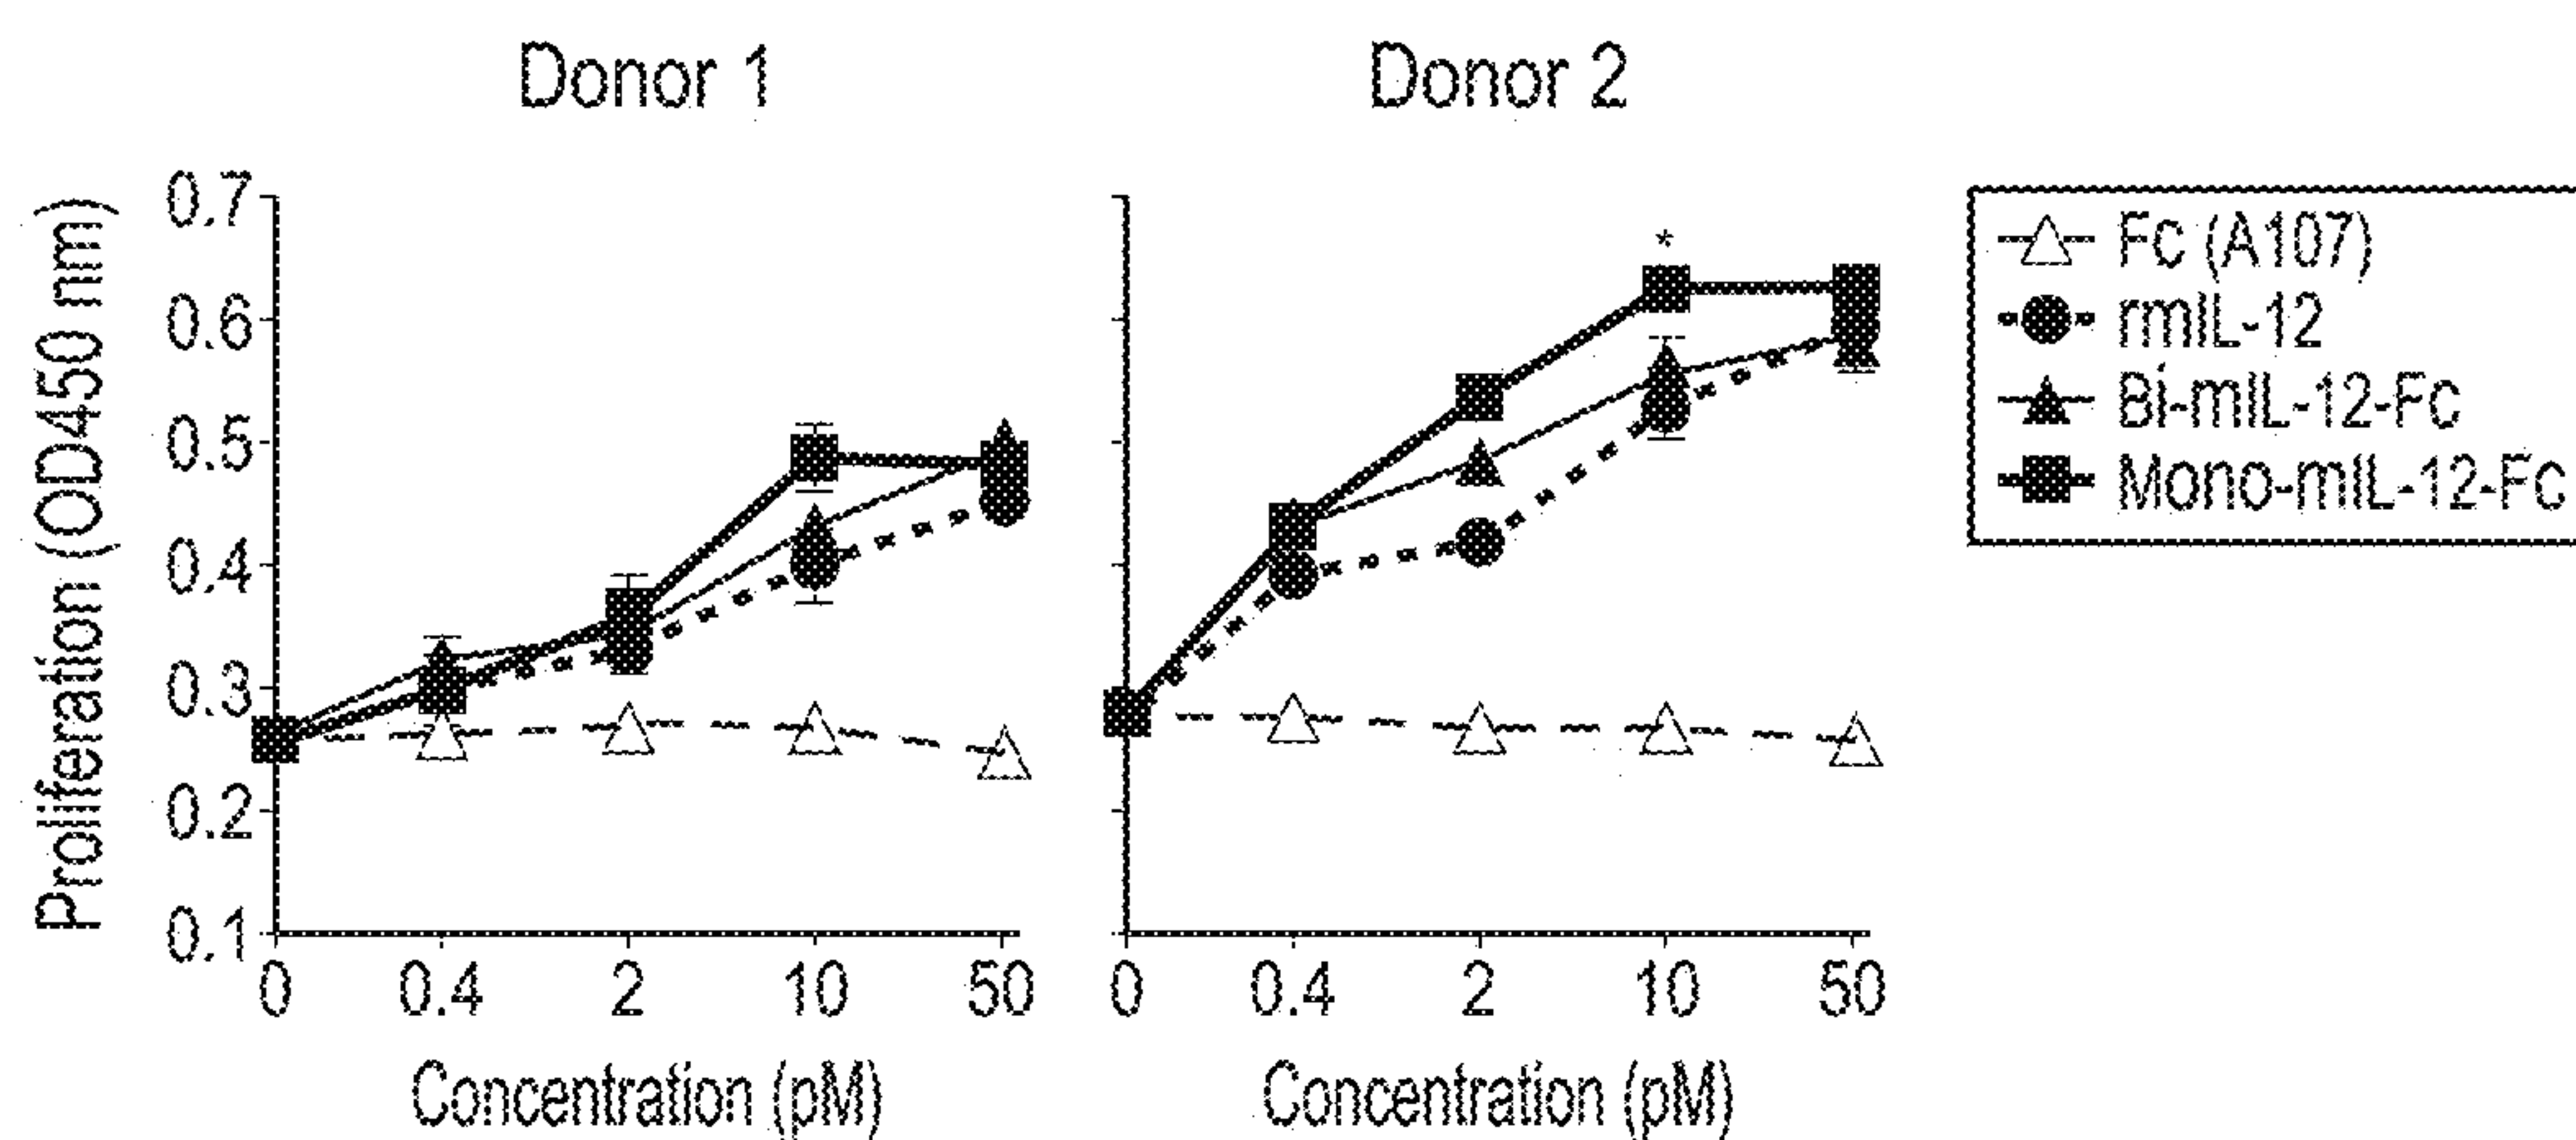 Donor 1
Donor 2
Proliferation (OD450 nm)
0.7
0.6
0.5
0.4
0.3
0.2
0.1
0 0.4 2 10 50
Concentration (pM)
*
0 0.4 2 10 50
Concentration (pM)
Fc (A107)
rmIL-12
Bi-mIL-12-Fc
Mono-mIL-12-Fc